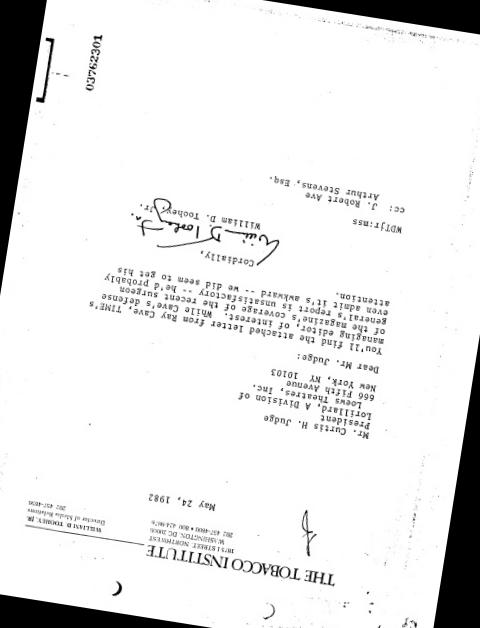 THE TOBACCO INSTITUTE
1875 I STREET, NORTHWEST
WASHINGTON, DC 20006
202 457-4800 • 800 424-9876
WILLIAM D. TOOHEY, JR.
Director of Media Relations
202 457-4800
May 24, 1982
Mr. Curtis H. Judge
President
Lorillard, A Division of
Loews Theatres, Inc.
666 Fifth Avenue
New York, NY 10103
Dear Mr. Judge:
You'll find the attached letter from Ray Cave, TIME's
managing editor, of interest. While Cave's defense
of the magazine's coverage of the recent surgeon
general's report is unsatisfactory -- he'd probably
even admit it's awkward -- we did seem to get his
attention.
Cordially,
William D. Toohey, Jr.
WDTjr:mss
cc: J. Robert Ave
Arthur Stevens, Esq.
03762301